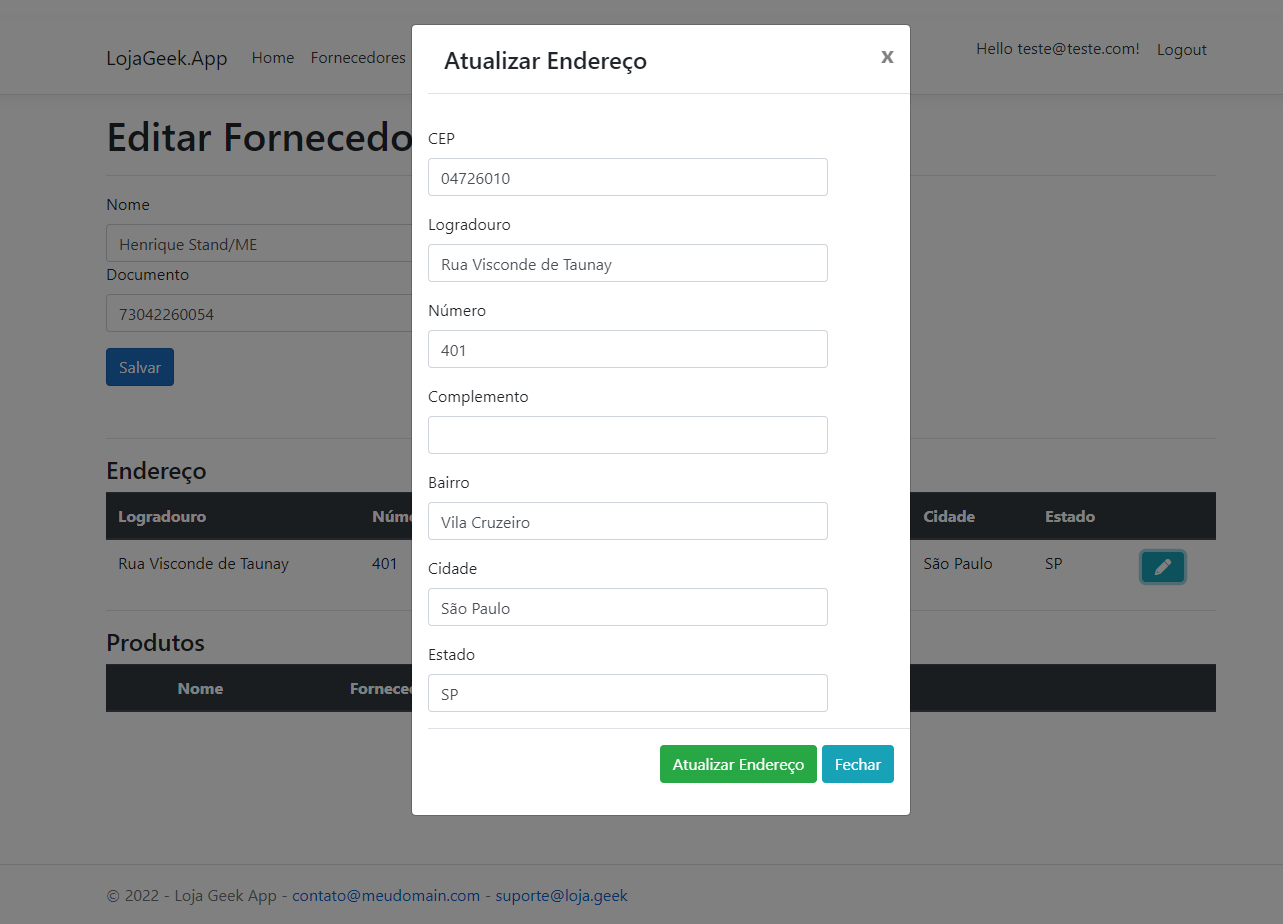 LojaGeek.App Home Fornecedores
Hello teste@teste.com! Logout
Atualizar Endereço x
CEP
04726010
Logradouro
Rua Visconde de Taunay
Número
401
Complemento
Bairro
Vila Cruzeiro
Cidade
São Paulo
Estado
SP
Atualizar Endereço Fechar
Editar Fornecedo
Nome
Henrique Stand/ME
Documento
73042260054
Salvar
Endereço
Logradouro Núme Cidade Estado
Rua Visconde de Taunay 401 São Paulo SP
Produtos
Nome Forneced
© 2022 - Loja Geek App - contato@meudomain.com - suporte@loja.geek